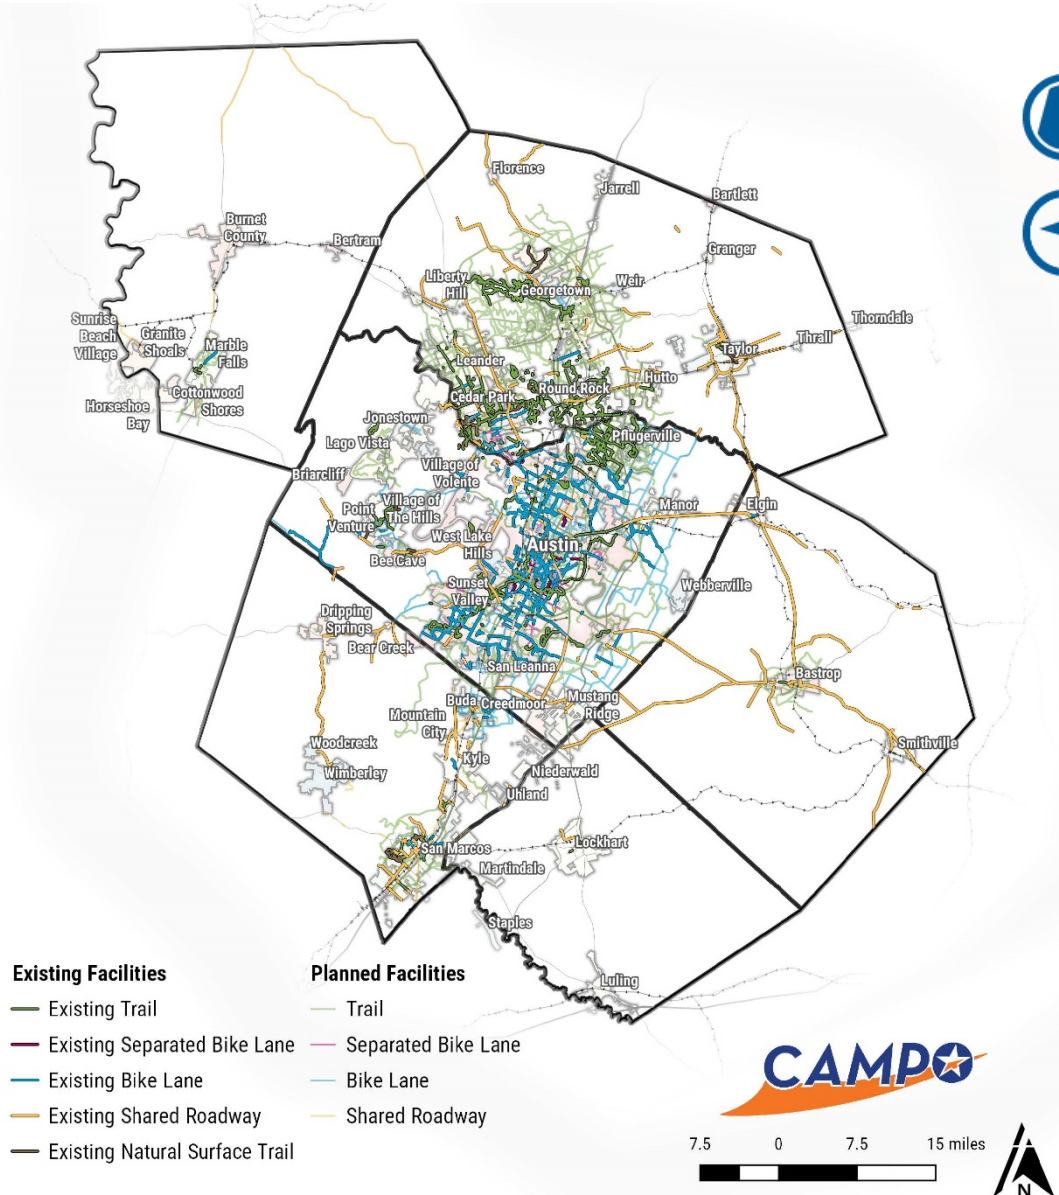 Florence
Jarrell
Bartlett
Burnet
County
Bertram
Granger
Liberty
Hill
Georgetown
Weir
Sunrise
Beach
Village
Granite
Shoals
Marble
Falls
Thorndale
Thrall
Taylor
Leander
Hutto
Round Rock
Cedar Park
Horseshoe
Bay
Cottonwood
Shores
Jonestown
Lago Vista
Pflugerville
Briarcliff
Village of
Volente
Point
Venture
Village of
The Hills
Manor
Elgin
West Lake
Hills
Austin
Bee Cave
Sunset
Valley
Webberville
Dripping
Springs
Bear Creek
San Leanna
Bastrop
Buda
Creedmoor
Mustang
Ridge
Mountain
City
Woodcreek
Wimberley
Kyle
Niederwald
Uhland
Smithville
San Marcos
Lockhart
Martindale
Staples
Luling
Existing Facilities
Existing Trail
Existing Separated Bike Lane
Existing Bike Lane
Existing Shared Roadway
Existing Natural Surface Trail
Planned Facilities
Trail
Separated Bike Lane
Bike Lane
Shared Roadway
CAMPO
7.5 0 7.5 15 miles
N